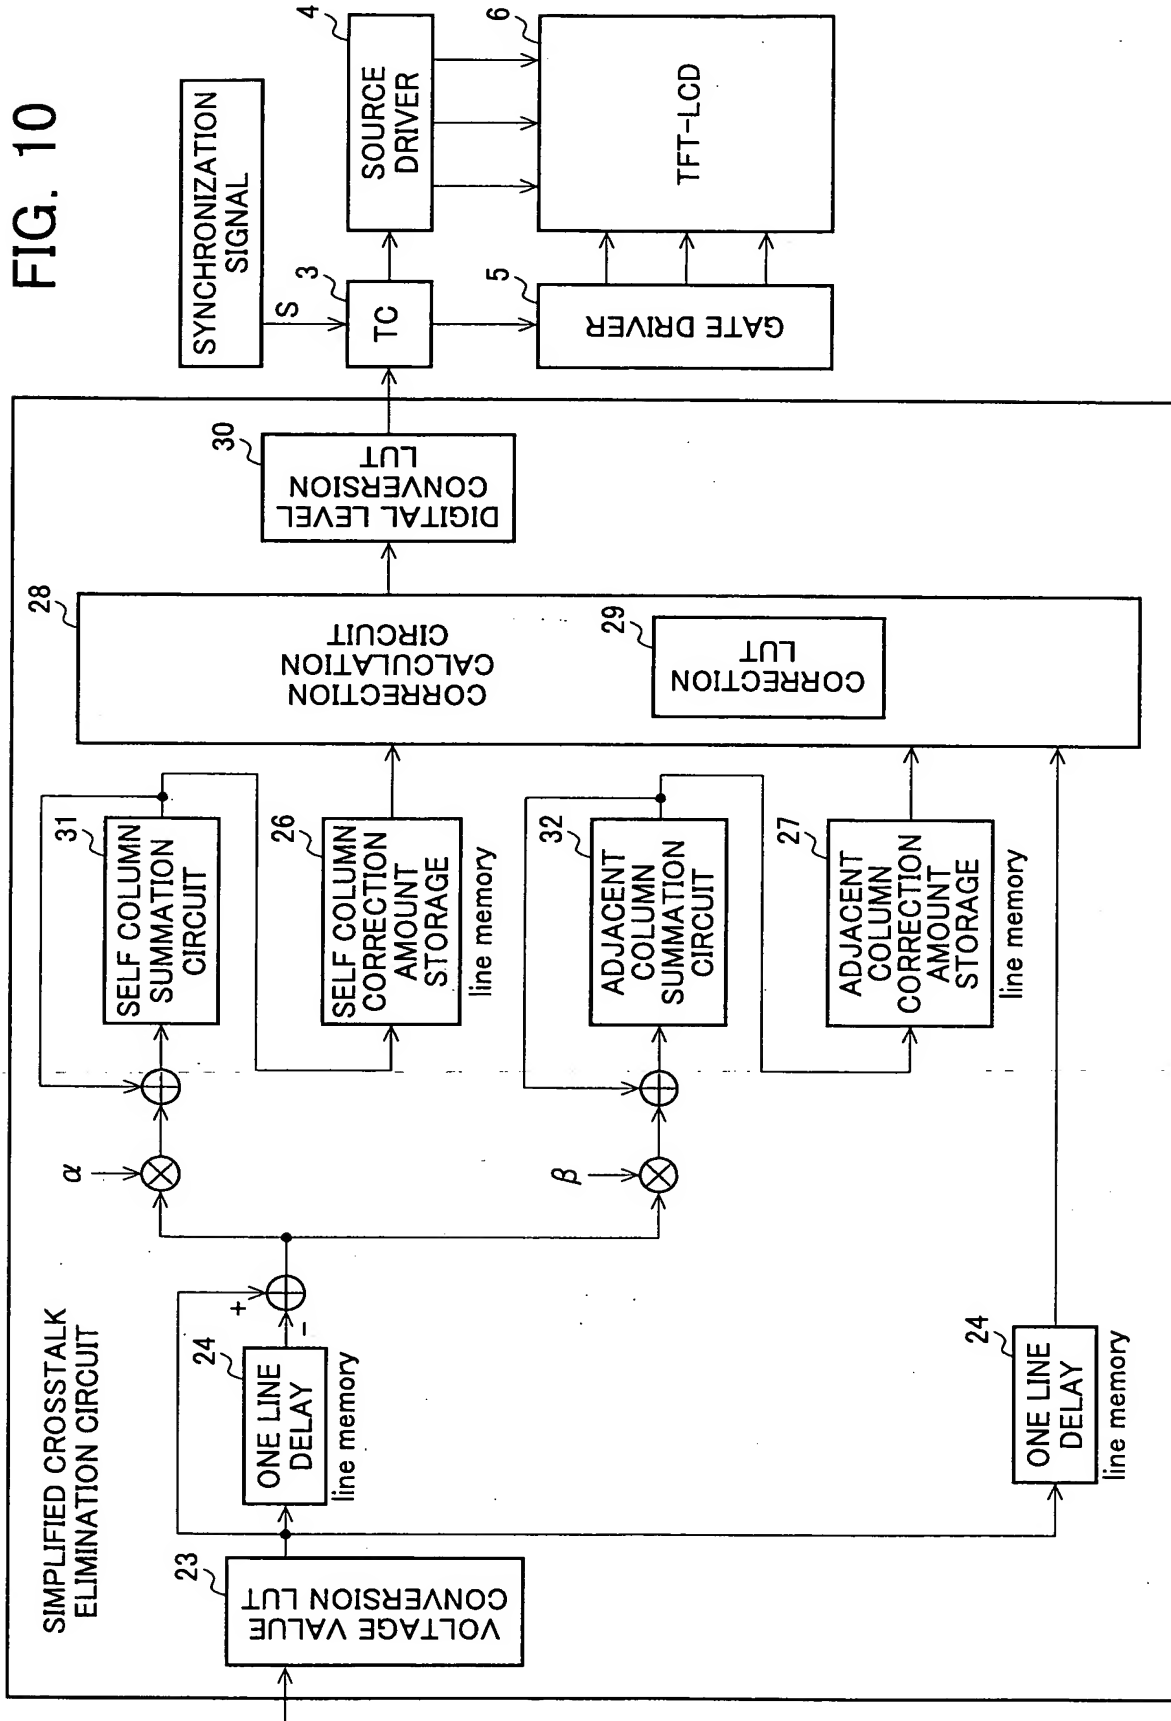 FIG. 10
SIMPLIFIED CROSSTALK
ELIMINATION CIRCUIT
23
VOLTAGE VALUE
CONVERSION LUT
24
ONE LINE
DELAY
line memory
+
-
α
β
31
SELF COLUMN
SUMMATION
CIRCUIT
26
SELF COLUMN
CORRECTION
AMOUNT
STORAGE
line memory
32
ADJACENT
COLUMN
SUMMATION
CIRCUIT
27
ADJACENT
COLUMN
CORRECTION
AMOUNT
STORAGE
line memory
24
ONE LINE
DELAY
line memory
28
CORRECTION
CALCULATION
CIRCUIT
29
CORRECTION
LUT
30
DIGITAL LEVEL
CONVERSION
LUT
SYNCHRONIZATION
SIGNAL
S
3
TC
4
SOURCE
DRIVER
5
GATE DRIVER
6
TFT-LCD